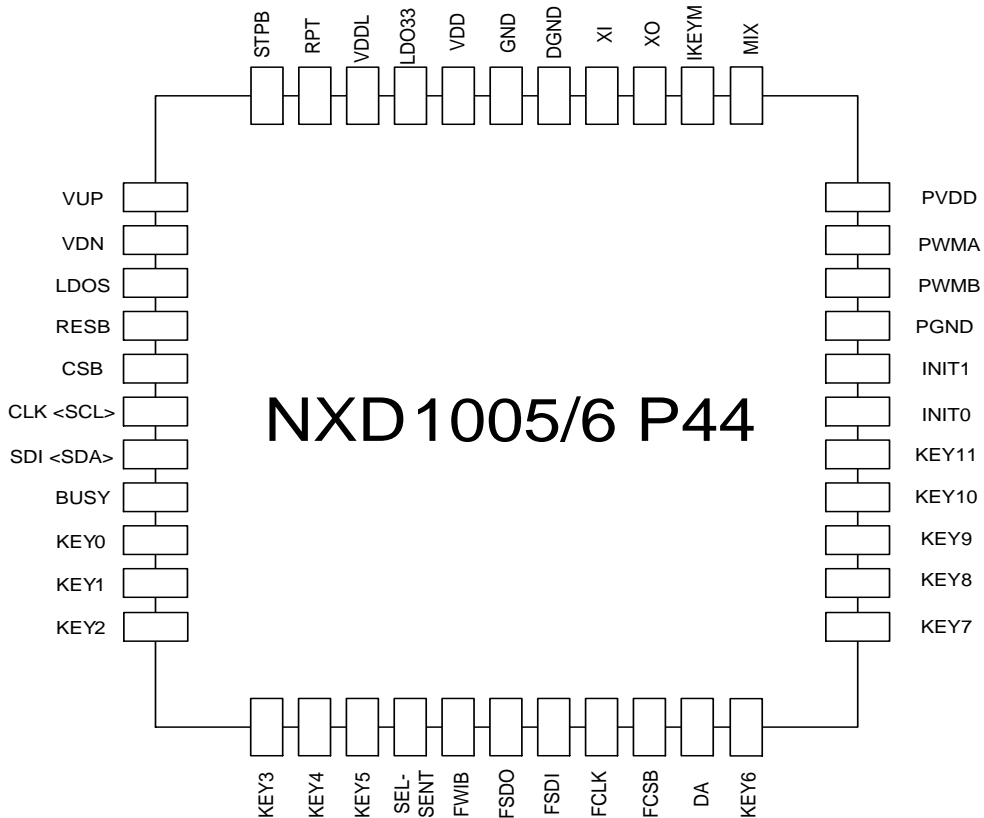 STPB
RPT
VDDL
LDO33
VDD
GND
DGND
XI
XO
IKEYM
MIX
VUP
VDN
LDOS
RESB
CSB
CLK <SCL>
SDI <SDA>
BUSY
KEY0
KEY1
KEY2
NXD1005/6 P44
PVDD
PWMA
PWMB
PGND
INIT1
INIT0
KEY11
KEY10
KEY9
KEY8
KEY7
KEY3
KEY4
KEY5
SEL-
SENT
FWIB
FSDO
FSDI
FCLK
FCSB
DA
KEY6